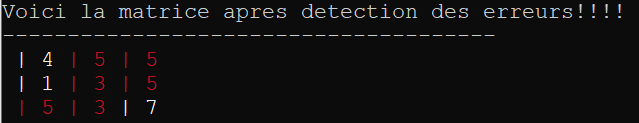 Voici la matrice apres detection des erreurs!!!!
--------------------------------------
| 4 | 5 | 5
| 1 | 3 | 5
| 5 | 3 | 7